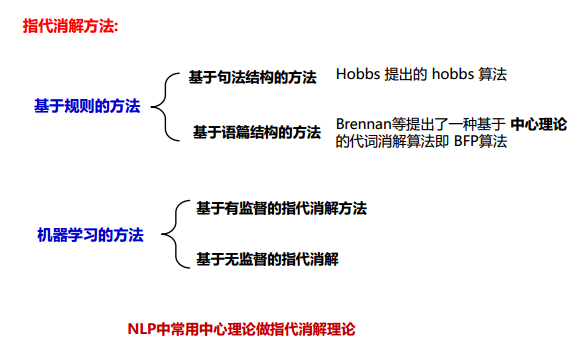 指代消解方法:
基于句法结构的方法
Hobbs 提出的 hobbs 算法
基于规则的方法
基于语篇结构的方法
Brennan等提出了一种基于 中心理论
的代词消解算法即 BFP算法
基于有监督的指代消解方法
机器学习的方法
基于无监督的指代消解
NLP中常用中心理论做指代消解理论